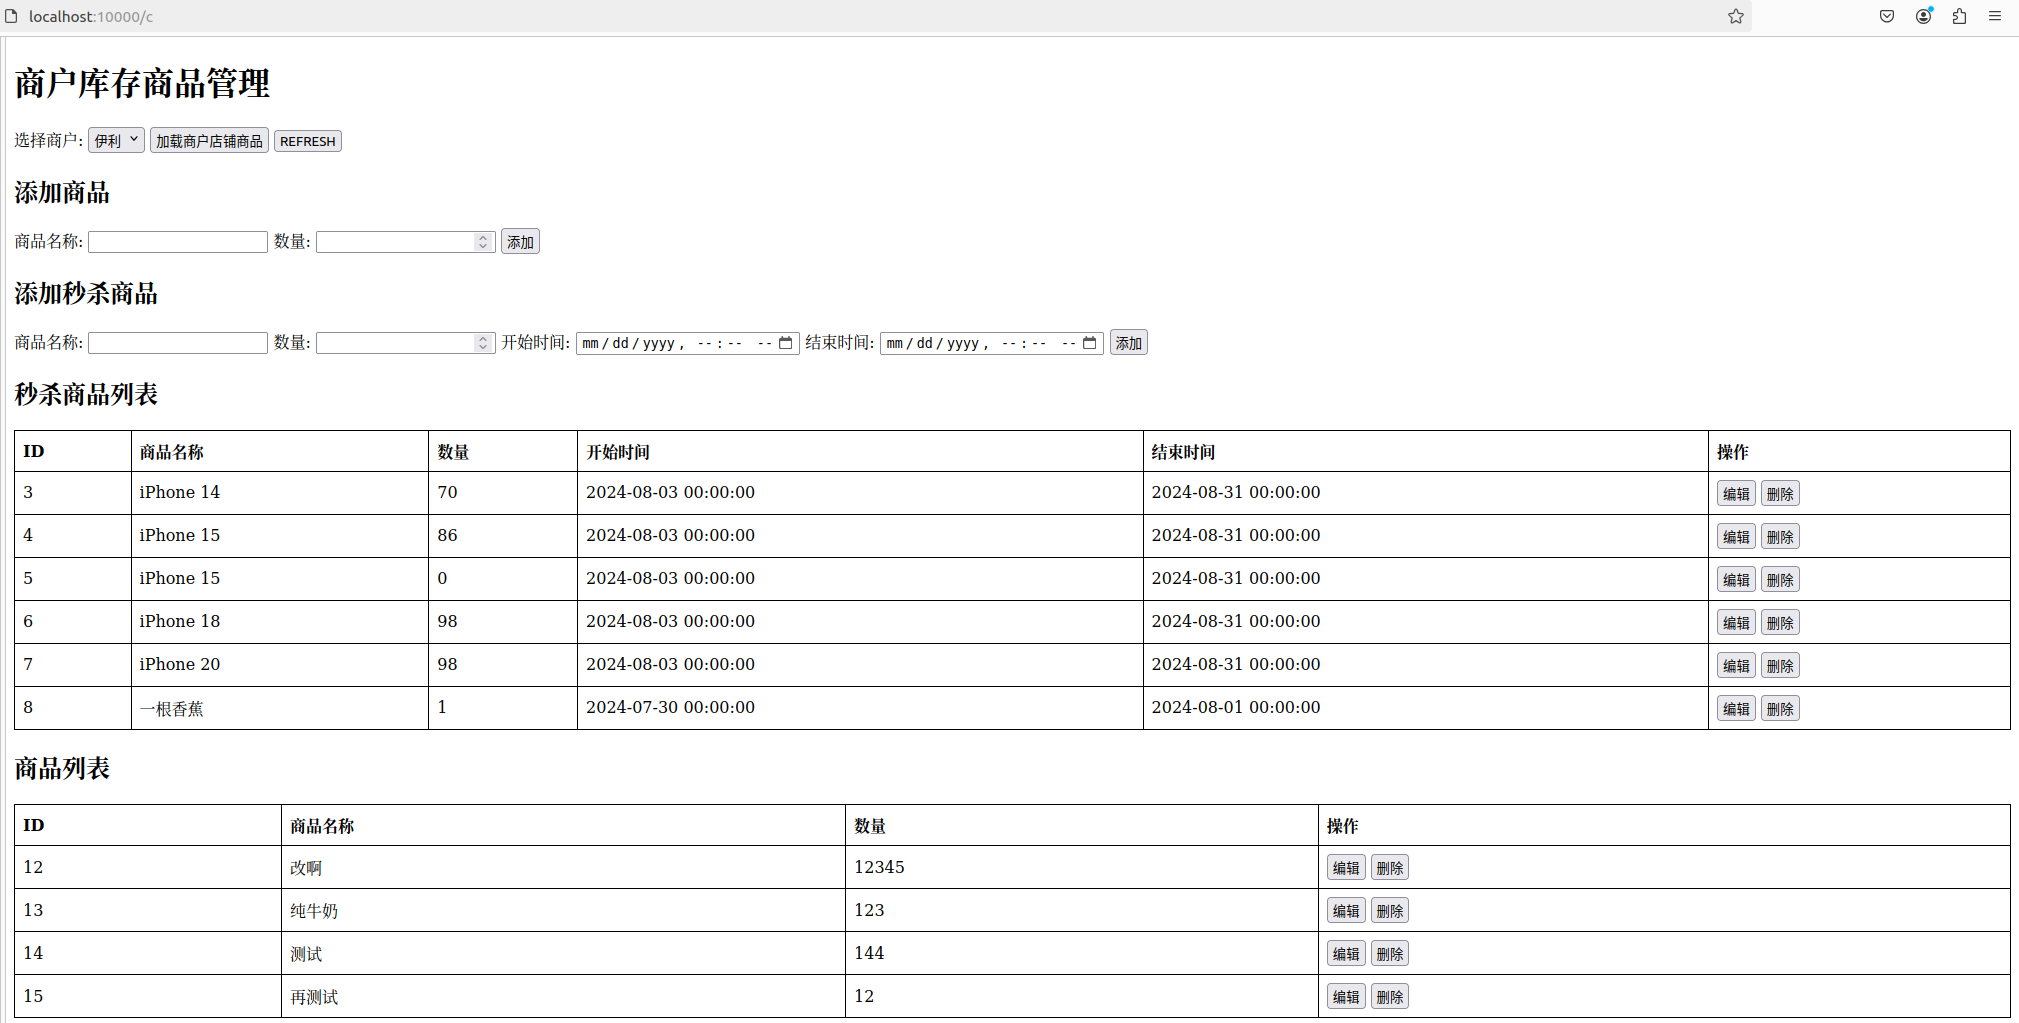 localhost:10000/c
商户库存商品管理
选择商户: 伊利 加载商户店铺商品 REFRESH
添加商品
商品名称: 数量: 添加
添加秒杀商品
商品名称: 数量: 开始时间: mm/dd/yyyy, --:-- -- 结束时间: mm/dd/yyyy, --:-- -- 添加
秒杀商品列表
ID 商品名称 数量 开始时间 结束时间 操作
3 iPhone 14 70 2024-08-03 00:00:00 2024-08-31 00:00:00 编辑 删除
4 iPhone 15 86 2024-08-03 00:00:00 2024-08-31 00:00:00 编辑 删除
5 iPhone 15 0 2024-08-03 00:00:00 2024-08-31 00:00:00 编辑 删除
6 iPhone 18 98 2024-08-03 00:00:00 2024-08-31 00:00:00 编辑 删除
7 iPhone 20 98 2024-08-03 00:00:00 2024-08-31 00:00:00 编辑 删除
8 一根香蕉 1 2024-07-30 00:00:00 2024-08-01 00:00:00 编辑 删除
商品列表
ID 商品名称 数量 操作
12 改啊 12345 编辑 删除
13 纯牛奶 123 编辑 删除
14 测试 144 编辑 删除
15 再测试 12 编辑 删除